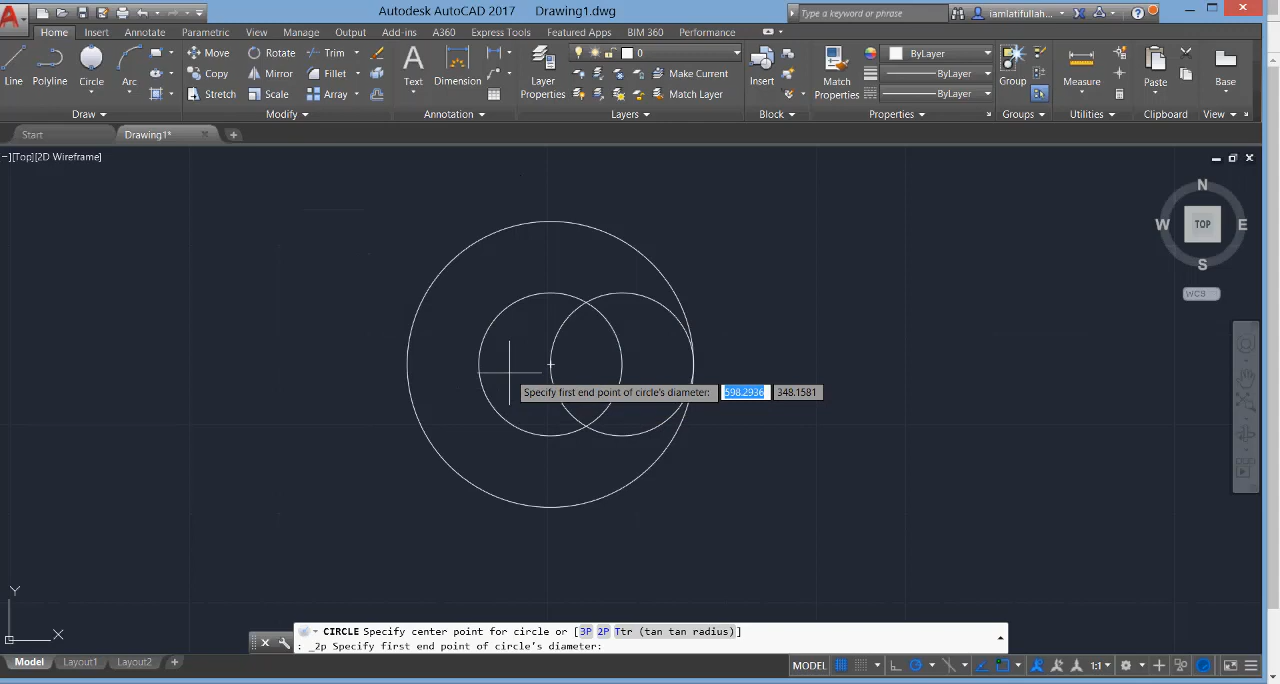 Autodesk AutoCAD 2017 Drawing1.dwg
Type a keyword or phrase
iamlatifullah...
Home Insert Annotate Parametric View Manage Output Add-ins A360 Express Tools Featured Apps BIM 360 Performance
Move Rotate Trim
Copy Mirror Fillet
Stretch Scale Array
Line Polyline Circle Arc
Text Dimension
Layer Properties
0
Make Current
Match Layer
Insert
Match Properties
ByLayer
ByLayer
ByLayer
Group Measure Paste Base
Draw Modify Annotation Layers Block Properties Groups Utilities Clipboard View
Start Drawing1*
−][Top][2D Wireframe]
N
W TOP E
S
WCS
Specify first end point of circle's diameter: 598.2936 348.1581
Y
X
CIRCLE Specify center point for circle or [3P 2P Ttr (tan tan radius)]
: _2p Specify first end point of circle's diameter:
Model Layout1 Layout2 +
MODEL 1:1